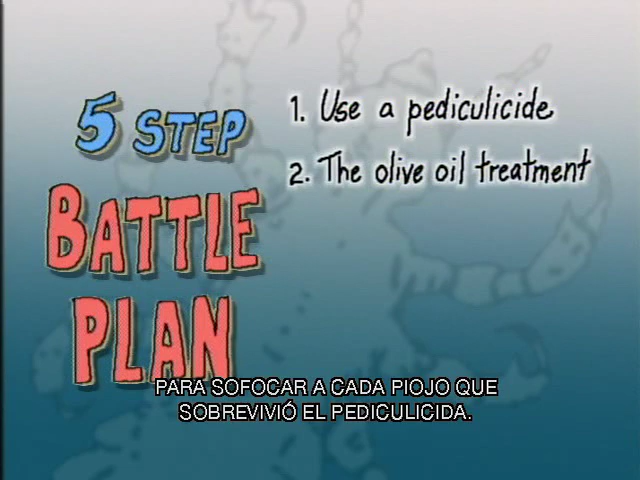 5 STEP
BATTLE
PLAN
1. Use a pediculicide
2. The olive oil treatment
PARA SOFOCAR A CADA PIOJO QUE
SOBREVIVIÓ EL PEDICULICIDA.